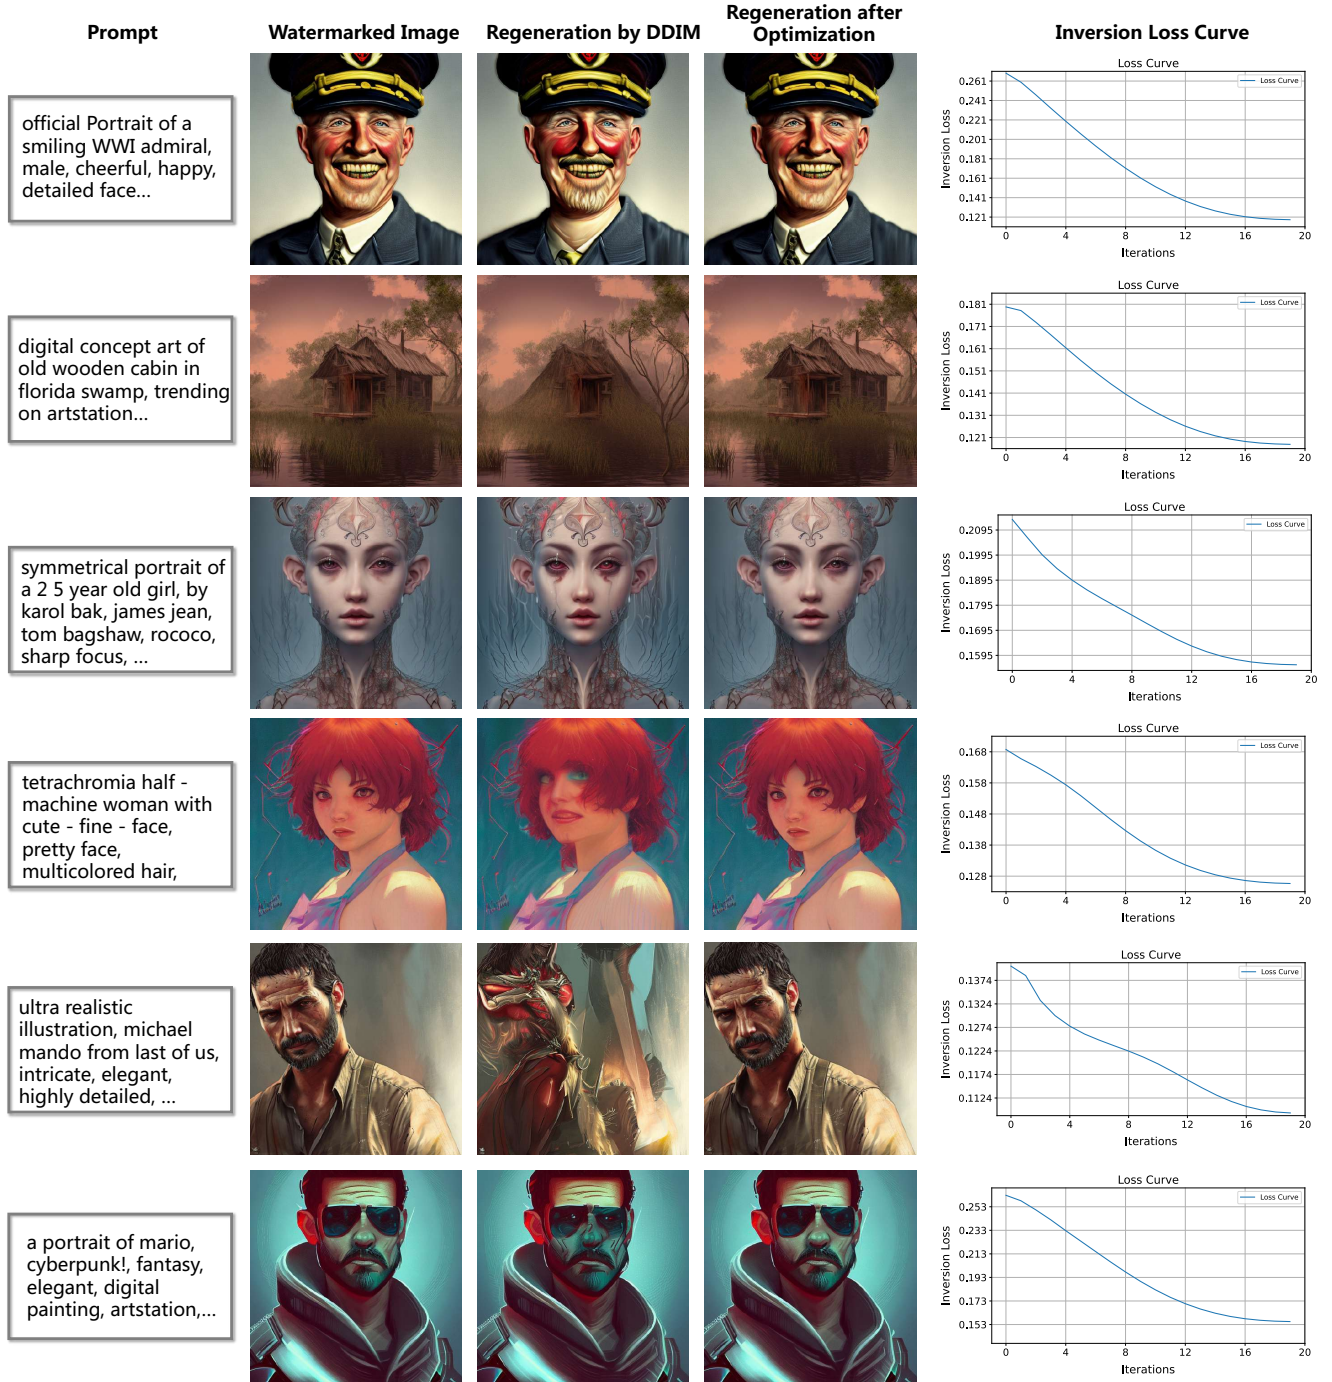 Prompt
Watermarked Image
Regeneration by DDIM
Regeneration after
Optimization
Inversion Loss Curve
official Portrait of a
smiling WWI admiral,
male, cheerful, happy,
detailed face...
Loss Curve
Loss Curve
Inversion Loss
0.261
0.241
0.221
0.201
0.181
0.161
0.141
0.121
0 4 8 12 16 20
Iterations
digital concept art of
old wooden cabin in
florida swamp, trending
on artstation...
Loss Curve
Loss Curve
Inversion Loss
0.181
0.171
0.161
0.151
0.141
0.131
0.121
0 4 8 12 16 20
Iterations
symmetrical portrait of
a 2 5 year old girl, by
karol bak, james jean,
tom bagshaw, rococo,
sharp focus, ...
Loss Curve
Loss Curve
Inversion Loss
0.2095
0.1995
0.1895
0.1795
0.1695
0.1595
0 4 8 12 16 20
Iterations
tetrachromia half -
machine woman with
cute - fine - face,
pretty face,
multicolored hair,
Loss Curve
Loss Curve
Inversion Loss
0.168
0.158
0.148
0.138
0.128
0 4 8 12 16 20
Iterations
ultra realistic
illustration, michael
mando from last of us,
intricate, elegant,
highly detailed, ...
Loss Curve
Loss Curve
Inversion Loss
0.1374
0.1324
0.1274
0.1224
0.1174
0.1124
0 4 8 12 16 20
Iterations
a portrait of mario,
cyberpunk!, fantasy,
elegant, digital
painting, artstation,...
Loss Curve
Loss Curve
Inversion Loss
0.253
0.233
0.213
0.193
0.173
0.153
0 4 8 12 16 20
Iterations